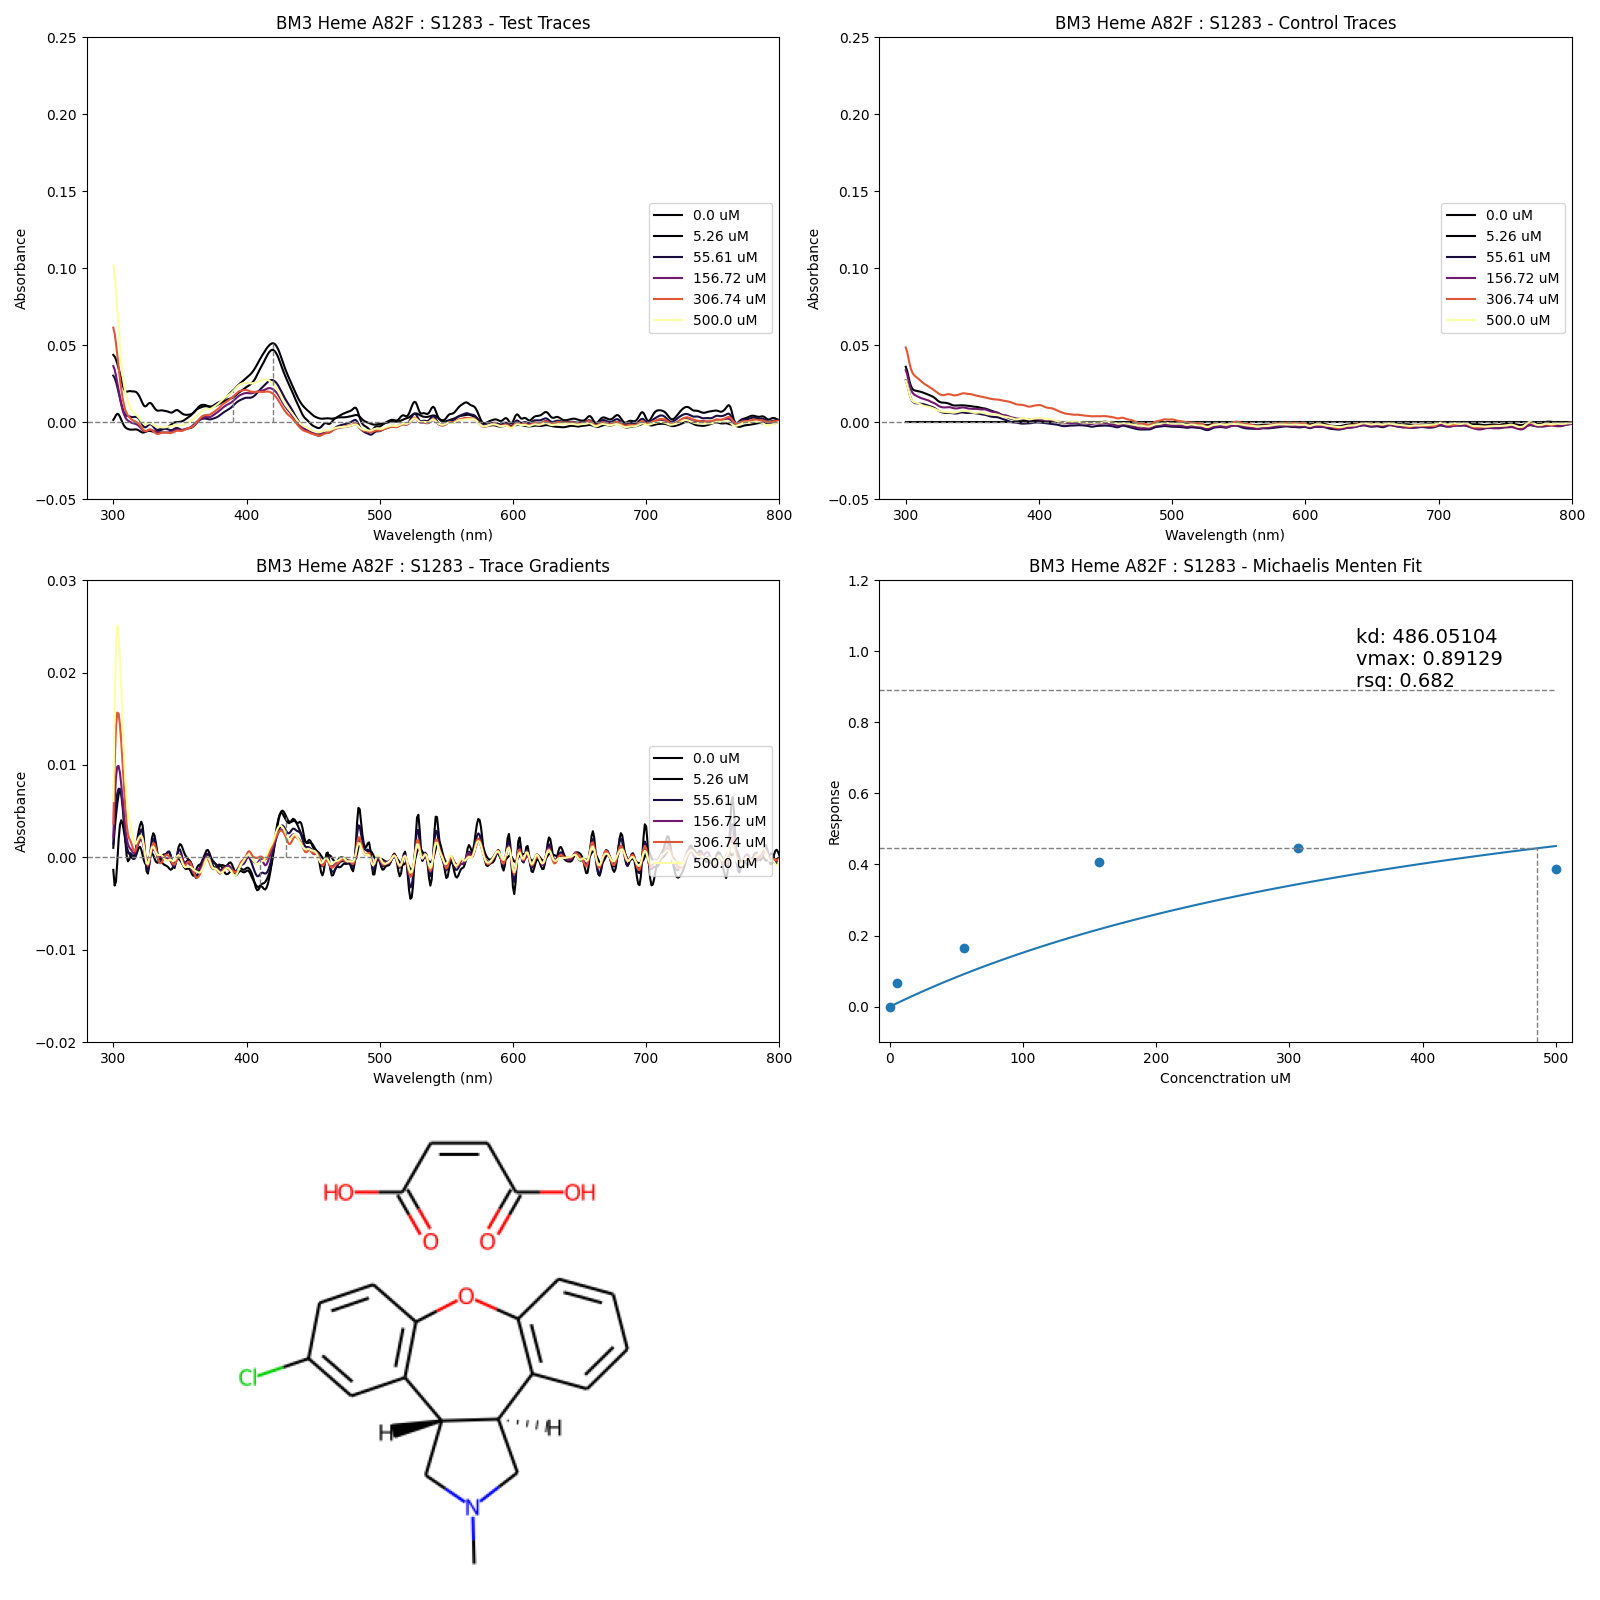 BM3 Heme A82F : S1283 - Test Traces
0.25
0.20
0.15
0.10
0.05
0.00
−0.05
Absorbance
300 400 500 600 700 800
Wavelength (nm)
0.0 uM
5.26 uM
55.61 uM
156.72 uM
306.74 uM
500.0 uM
BM3 Heme A82F : S1283 - Control Traces
0.25
0.20
0.15
0.10
0.05
0.00
−0.05
Absorbance
300 400 500 600 700 800
Wavelength (nm)
0.0 uM
5.26 uM
55.61 uM
156.72 uM
306.74 uM
500.0 uM
BM3 Heme A82F : S1283 - Trace Gradients
0.03
0.02
0.01
0.00
−0.01
−0.02
Absorbance
300 400 500 600 700 800
Wavelength (nm)
0.0 uM
5.26 uM
55.61 uM
156.72 uM
306.74 uM
500.0 uM
BM3 Heme A82F : S1283 - Michaelis Menten Fit
1.2
1.0
0.8
0.6
0.4
0.2
0.0
Response
kd: 486.05104
vmax: 0.89129
rsq: 0.682
0 100 200 300 400 500
Concenctration uM
HO OH
O O
O
Cl
H H
N